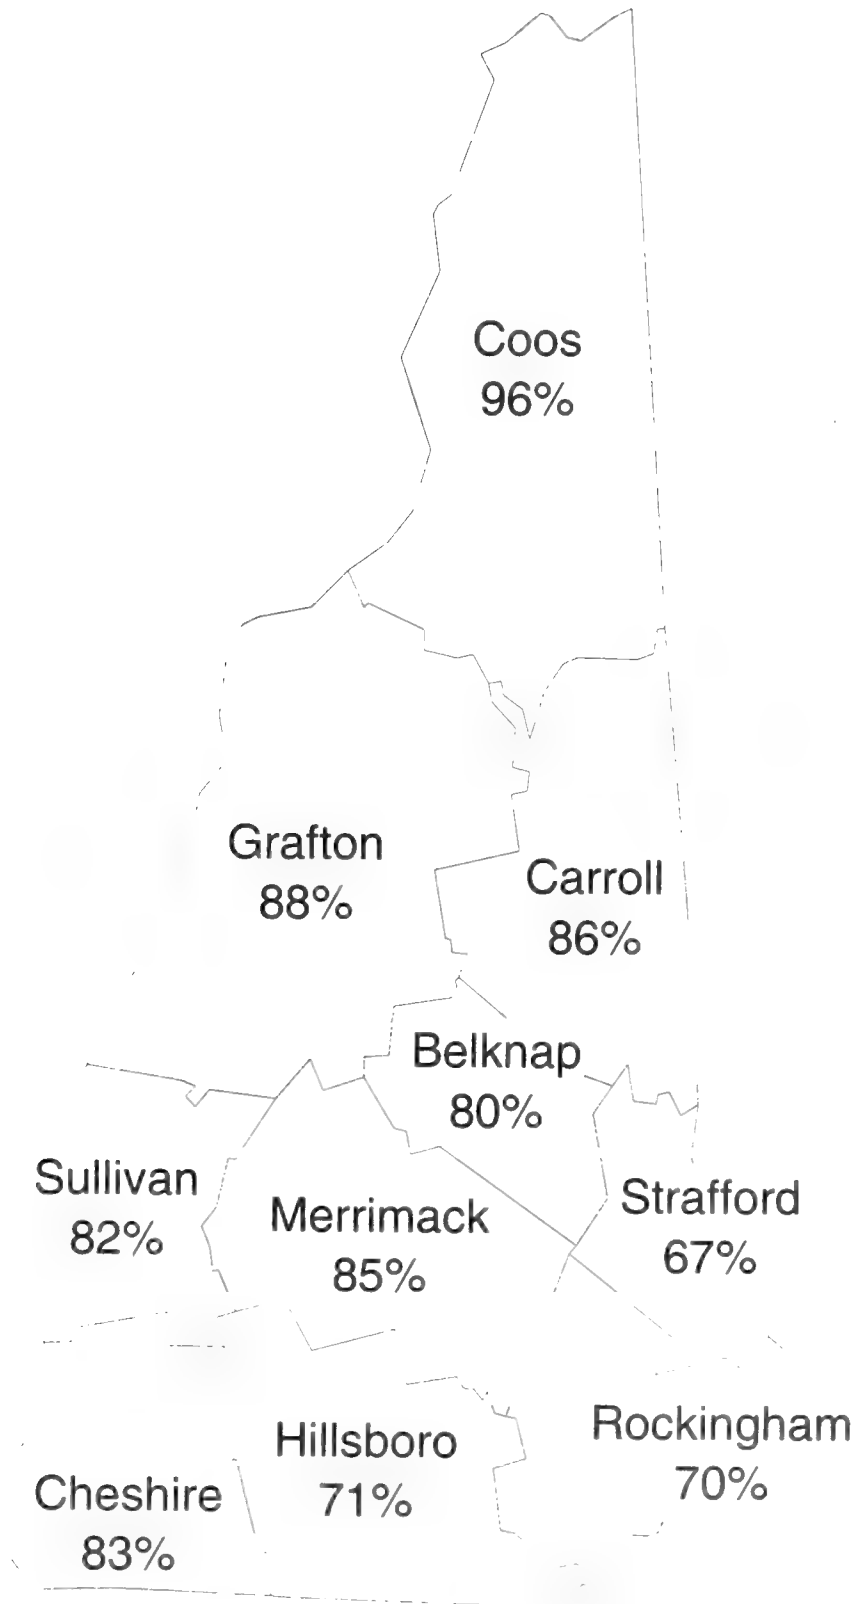 Coos
96%
Grafton
88%
Carroll
86%
Belknap
80%
Sullivan
82%
Merrimack
85%
Strafford
67%
Hillsboro
71%
Rockingham
70%
Cheshire
83%